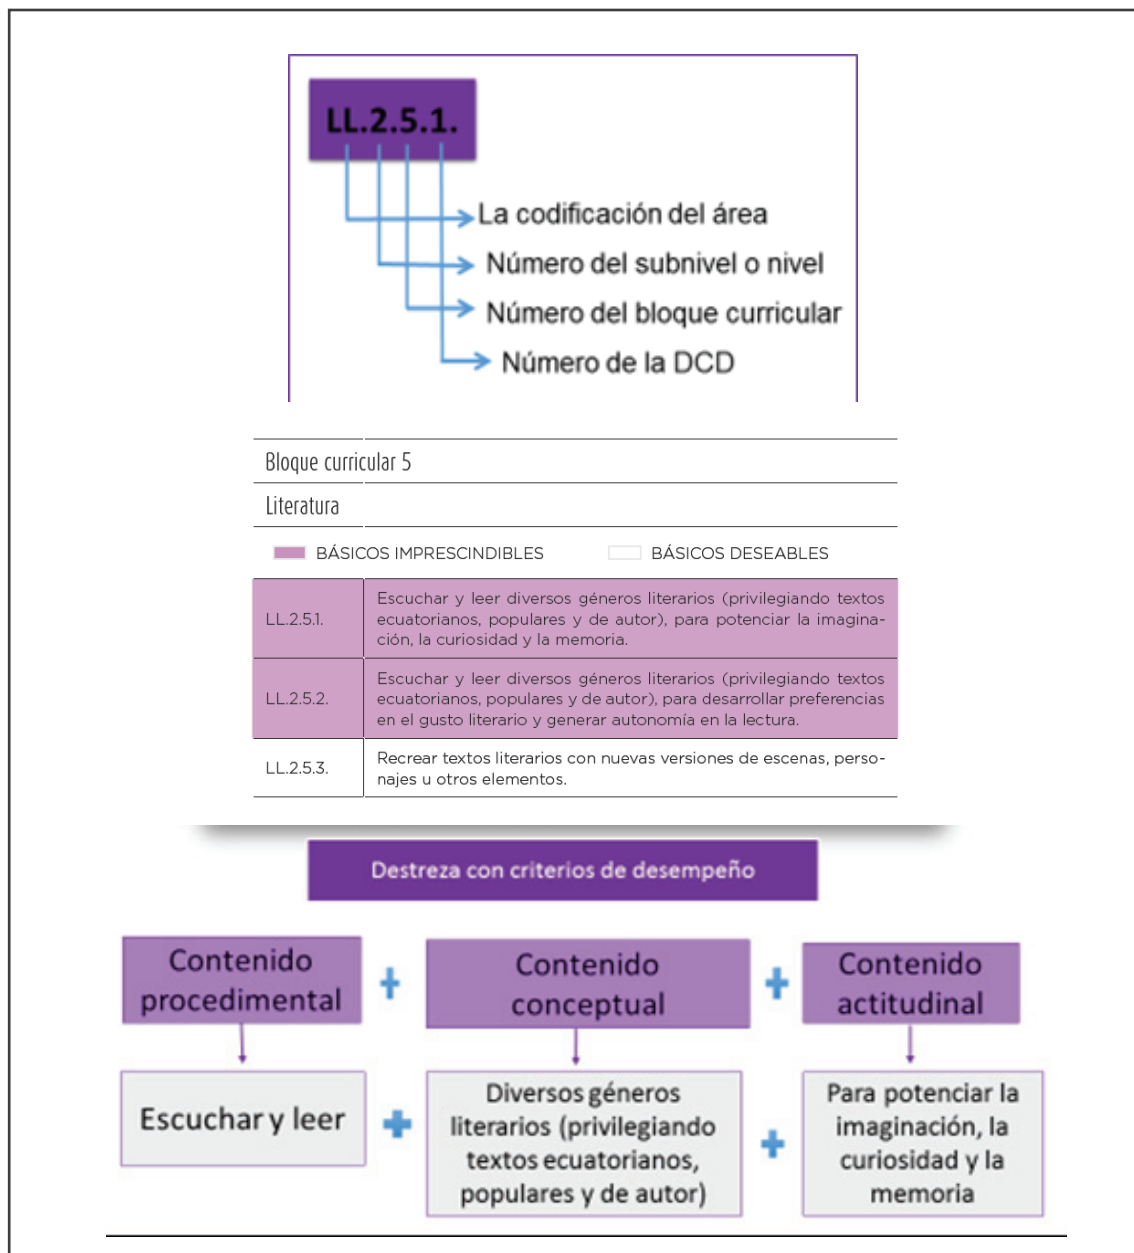 LL.2.5.1.
La codificación del área
Número del subnivel o nivel
Número del bloque curricular
Número de la DCD
Bloque curricular 5
Literatura
BÁSICOS IMPRESCINDIBLES BÁSICOS DESEABLES
LL.2.5.1.
Escuchar y leer diversos géneros literarios (privilegiando textos
ecuatorianos, populares y de autor), para potenciar la imagina-
ción, la curiosidad y la memoria.
LL.2.5.2.
Escuchar y leer diversos géneros literarios (privilegiando textos
ecuatorianos, populares y de autor), para desarrollar preferencias
en el gusto literario y generar autonomía en la lectura.
LL.2.5.3.
Recrear textos literarios con nuevas versiones de escenas, perso-
najes u otros elementos.
Destreza con criterios de desempeño
Contenido
procedimental
+
Contenido
conceptual
+
Contenido
actitudinal
Escuchar y leer
+
Diversos géneros
literarios (privilegiando
textos ecuatorianos,
populares y de autor)
+
Para potenciar la
imaginación, la
curiosidad y la
memoria